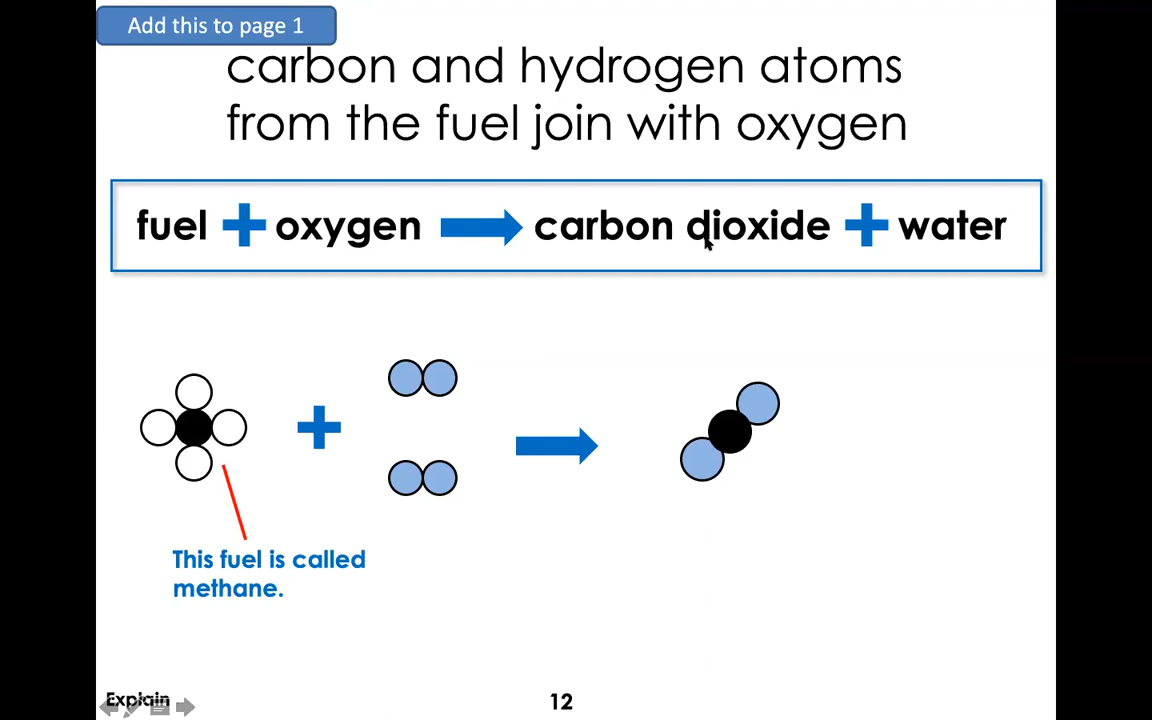 Add this to page 1
carbon and hydrogen atoms
from the fuel join with oxygen
fuel + oxygen → carbon dioxide + water
This fuel is called
methane.
Explain
12